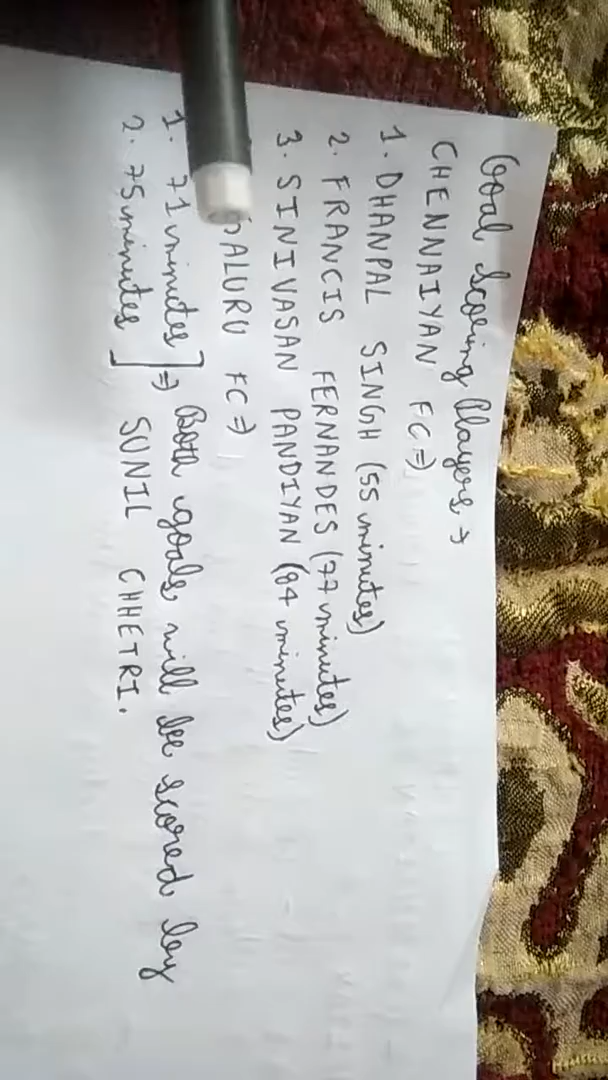 Goal Scoring Players →
CHENNAIYAN FC ⇒
1. DHANPAL SINGH (55 minutes)
2. FRANCIS FERNANDES (77 minutes)
3. SINIVASAN PANDIYAN (84 minutes)
GALURU FC ⇒
1. 71 minutes ] ⇒ Both goals will be scored by
2. 75 minutes ] SUNIL CHHETRI.